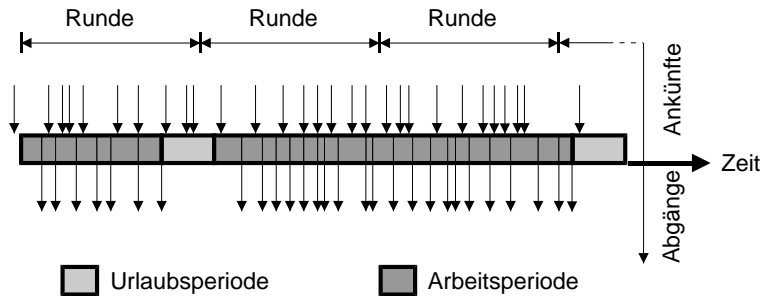 Runde
Runde
Runde
Ankünfte
Zeit
Abgänge
Urlaubsperiode
Arbeitsperiode